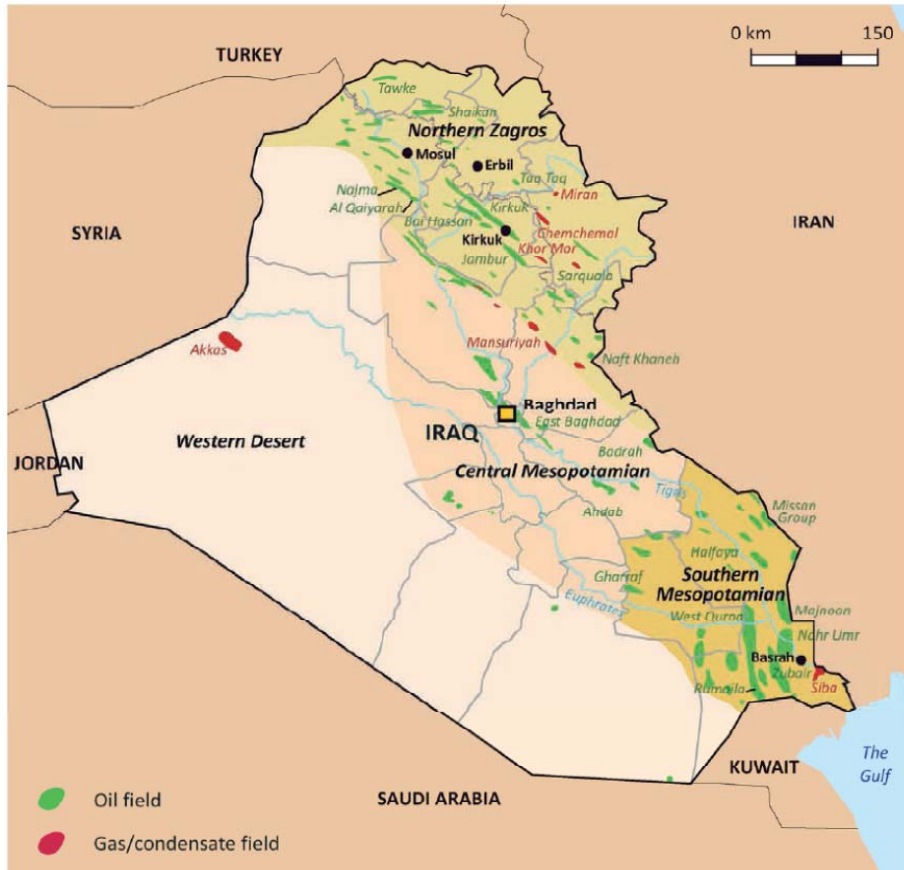 0 km 150
TURKEY
Tawke
Shaikan
Northern Zagros
Mosul
Erbil
Taq Taq
Miran
Najma
Al Qaiyarah
Kirkuk
Bai Hassan
SYRIA
IRAN
Chemchemal
Kirkuk
Khor Mor
Jambur
Sarquala
Mansuriyah
Akkas
Naft Khaneh
Baghdad
East Baghdad
IRAQ
Western Desert
Badrah
JORDAN
Central Mesopotamian
Tigris
Missan
Group
Ahdab
Halfaya
Gharraf
Southern
Mesopotamian
Euphrates
West Qurna
Majnoon
Nahr Umr
Basrah
Zubair
Rumaila
Siba
The
Gulf
KUWAIT
SAUDI ARABIA
Oil field
Gas/condensate field